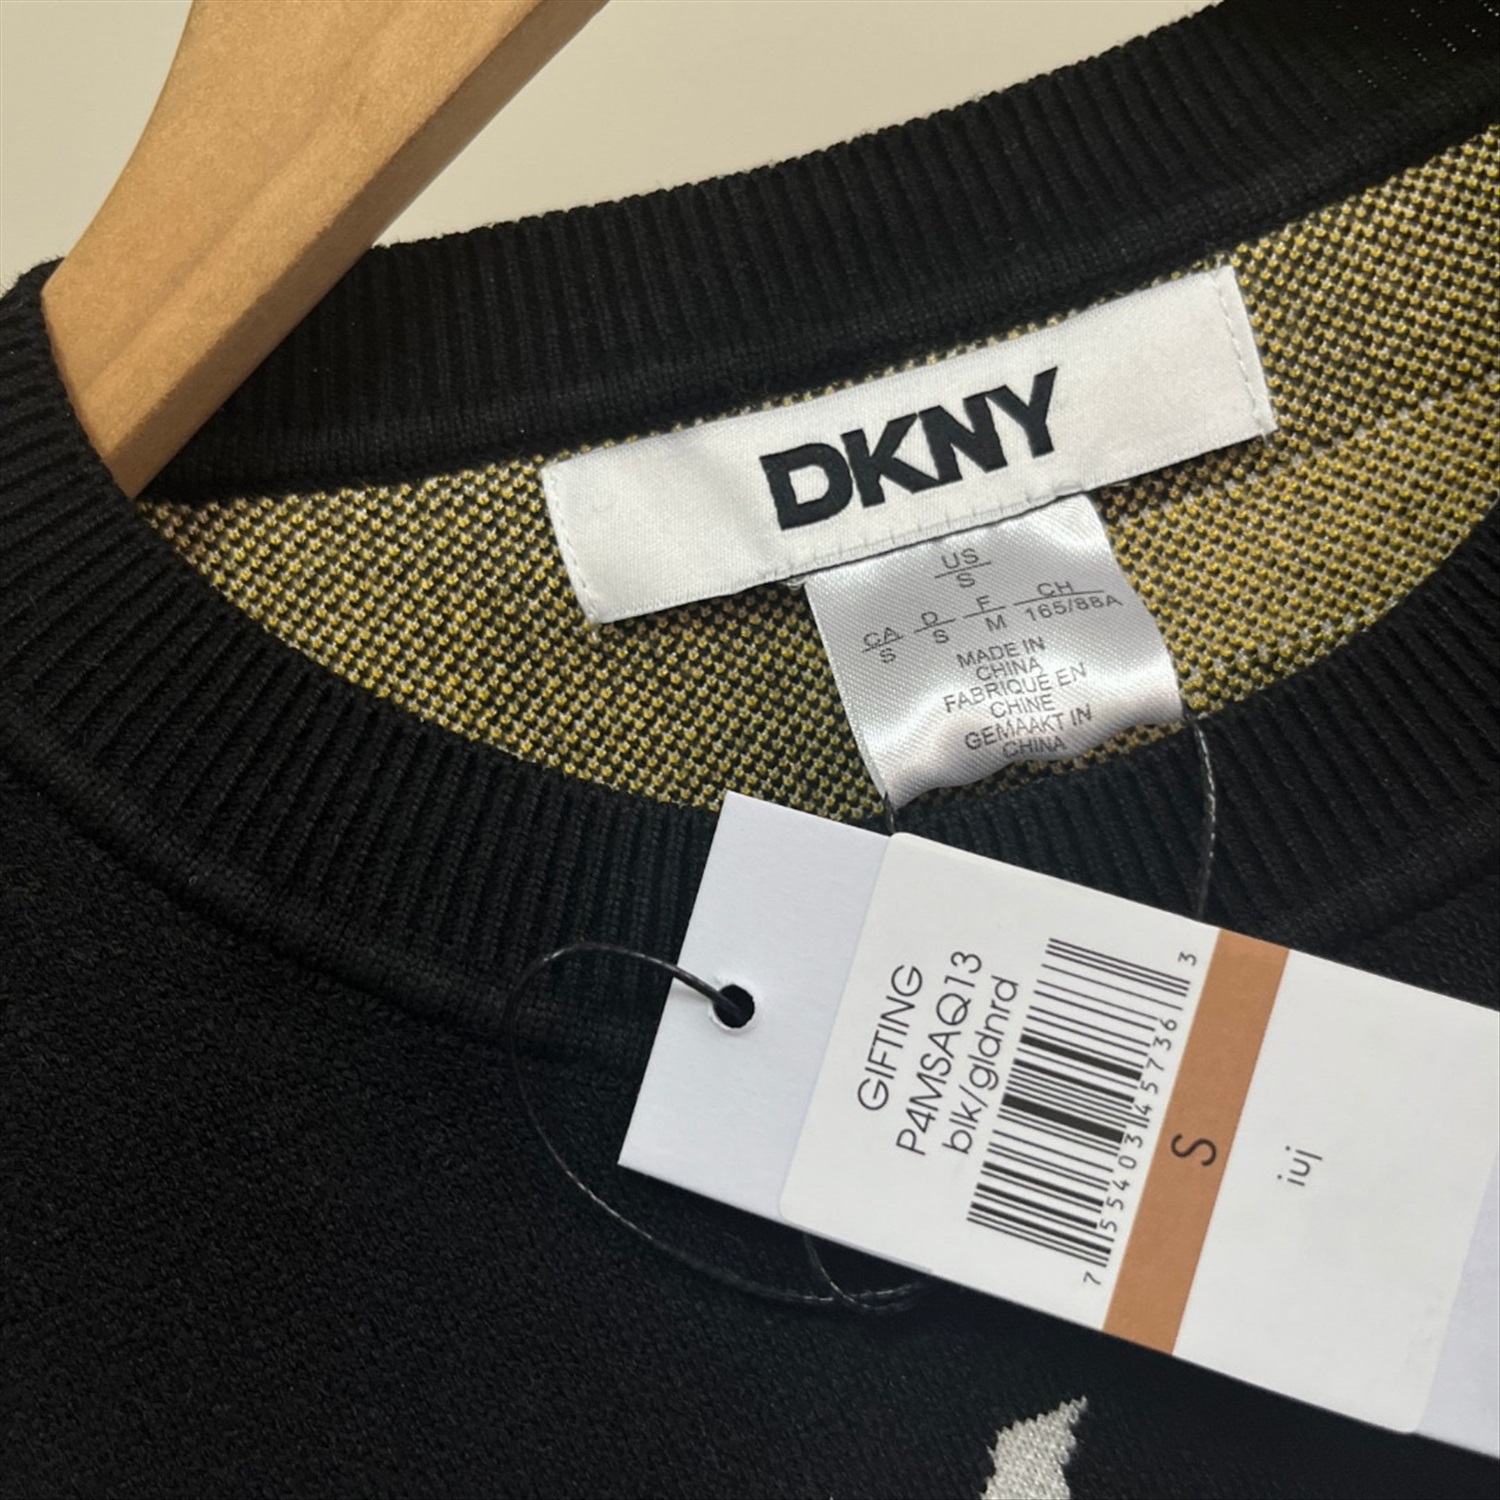 DKNY
US
S
CA D F CH
S S M 165/88A
MADE IN
CHINA
FABRIQUÉ EN
CHINE
GEMAAKT IN
CHINA
GIFTING
P4MSAQ13
blk/gldnrd
7 55403 45736 3
S
iuj